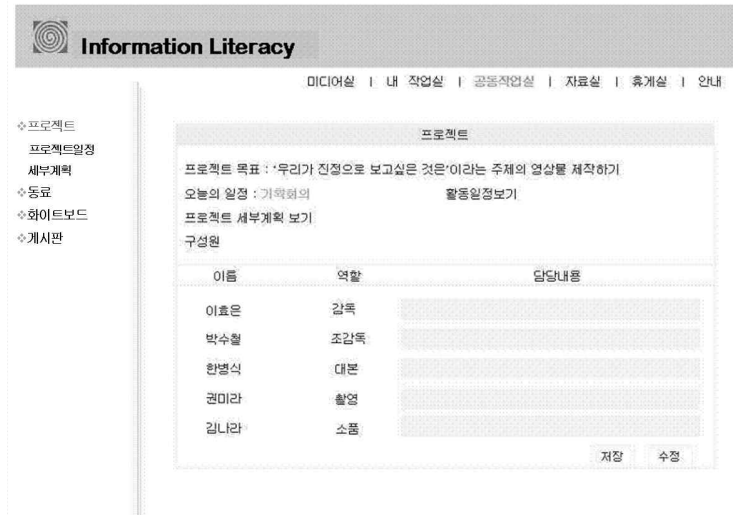 Information Literacy
미디어실 | 내 작업실 | 공동작업실 | 자료실 | 휴게실 | 안내
프로젝트
프로젝트일정
세부계획
동료
화이트보드
게시판
프로젝트
프로젝트 목표 : '우리가 진정으로 보고싶은 것은'이라는 주제의 영상물 제작하기
오늘의 일정 : 기획회의 활동일정보기
프로젝트 세부계획 보기
구성원
이름 역할 담당내용
이효은 감독
박수철 조감독
한병식 대본
권미라 촬영
김나라 소품
저장 수정